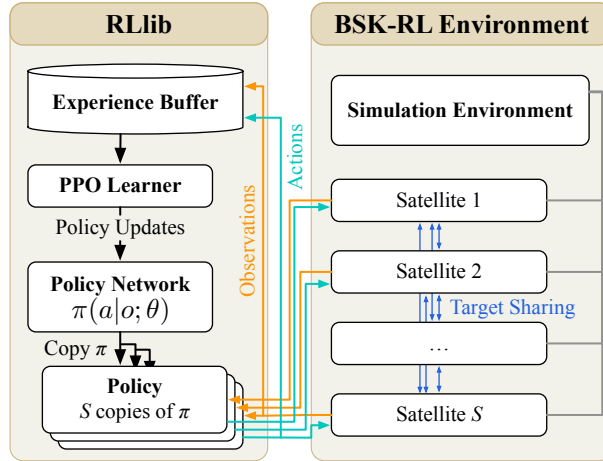 RLlib
Experience Buffer
PPO Learner
Policy Updates
Policy Network
π(a|o; θ)
Copy π
Policy
S copies of π
Observations
Actions
BSK-RL Environment
Simulation Environment
Satellite 1
Satellite 2
Target Sharing
...
Satellite S